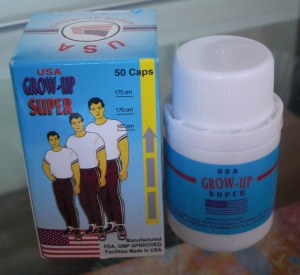 USA
USA
GROW-UP
SUPER
50 Caps
175 cm
170 cm
165 cm
Manufactured
FDA, GMP APPROVED
Facilities Made in USA
USA
GROW-UP
SUPER